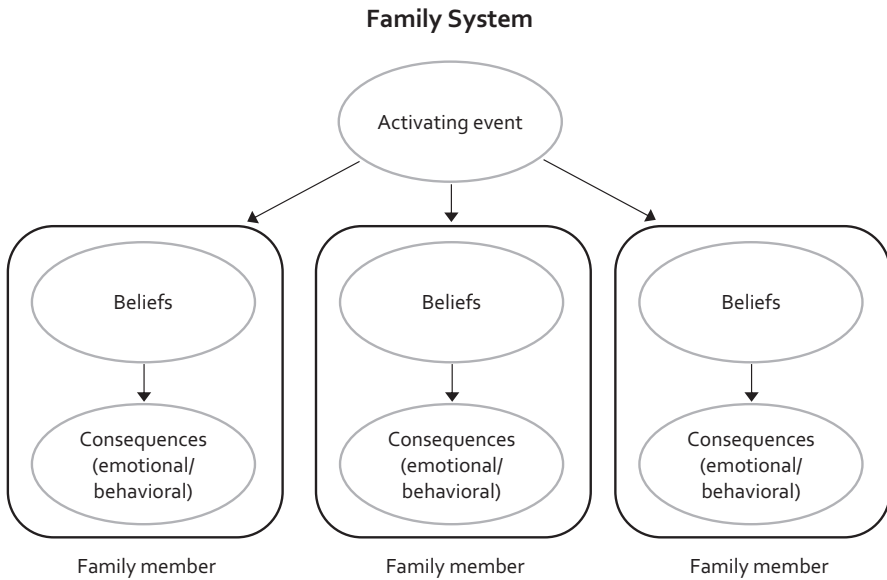 Family System
Activating event
Beliefs
Consequences
(emotional/
behavioral)
Family member
Beliefs
Consequences
(emotional/
behavioral)
Family member
Beliefs
Consequences
(emotional/
behavioral)
Family member